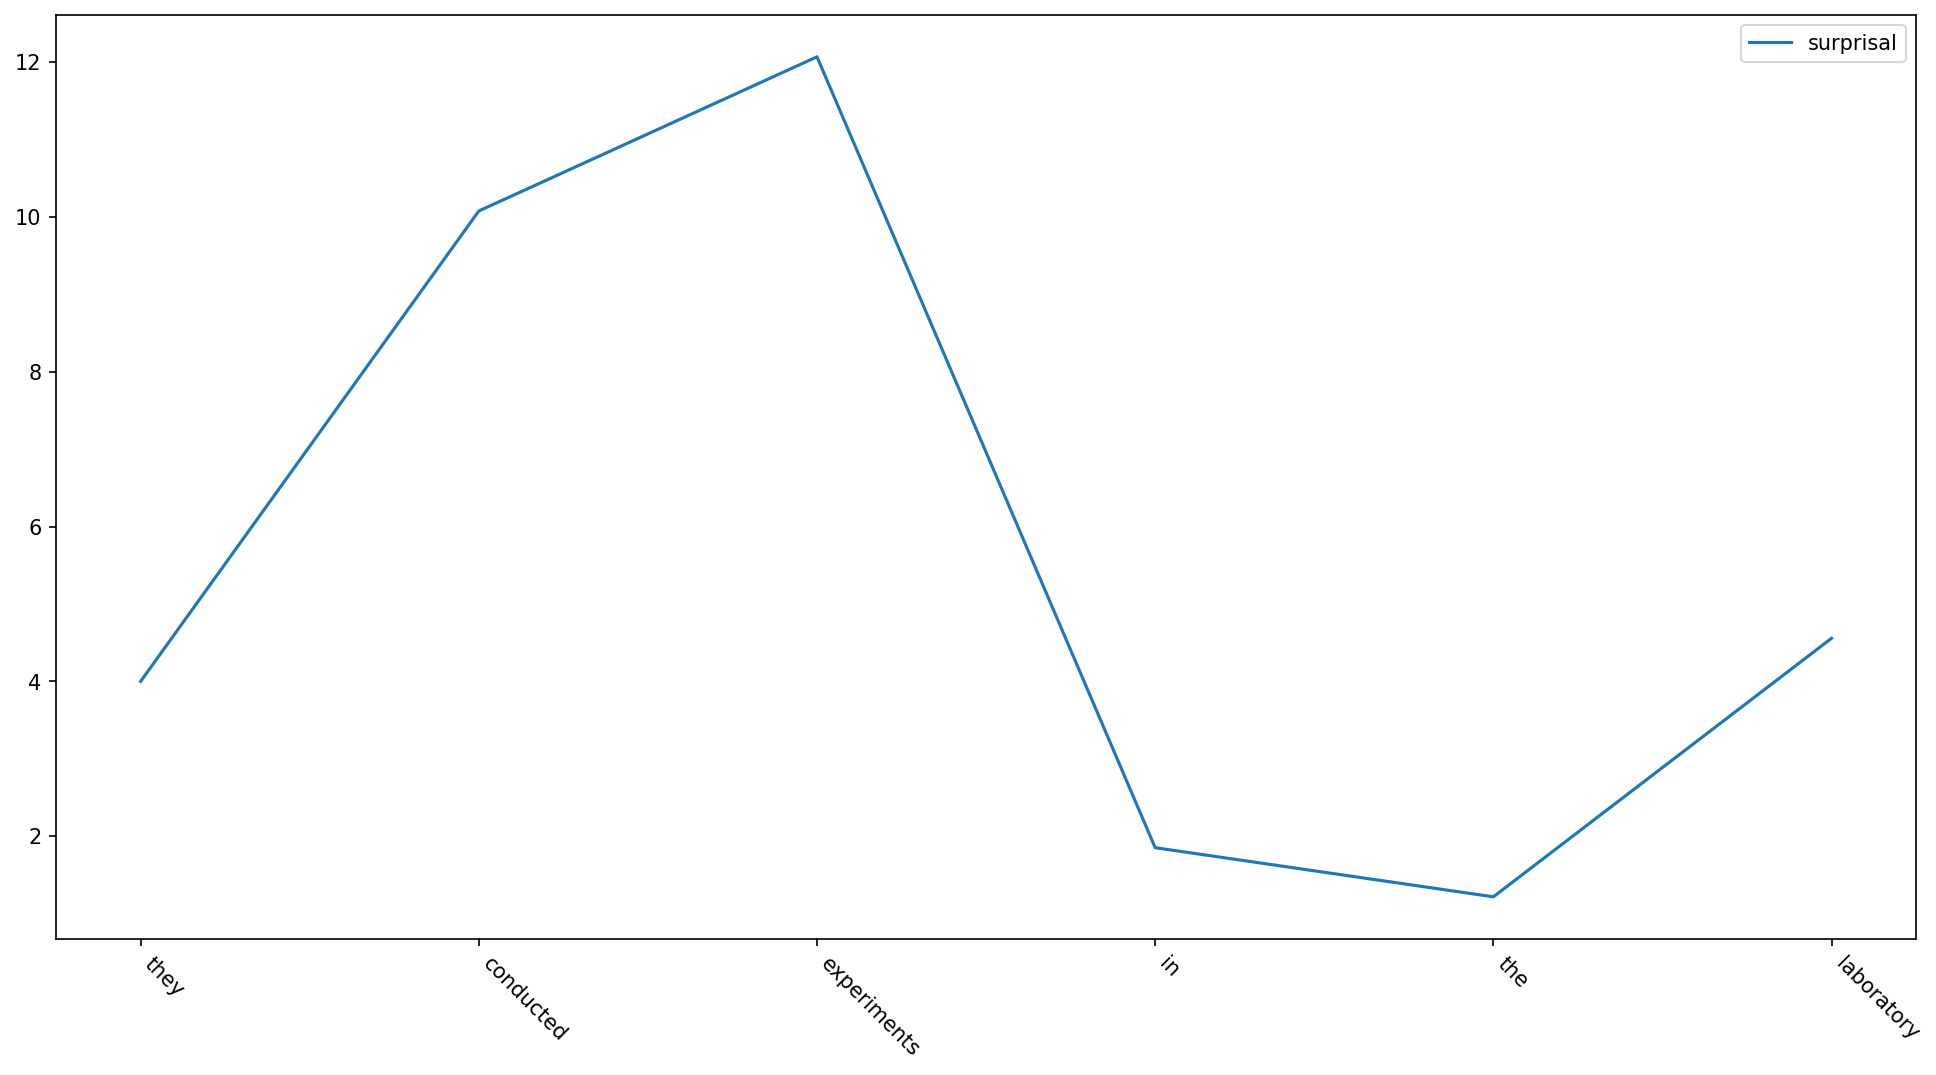 surprisal
12
10
8
6
4
2
they
conducted
experiments
in
the
laboratory